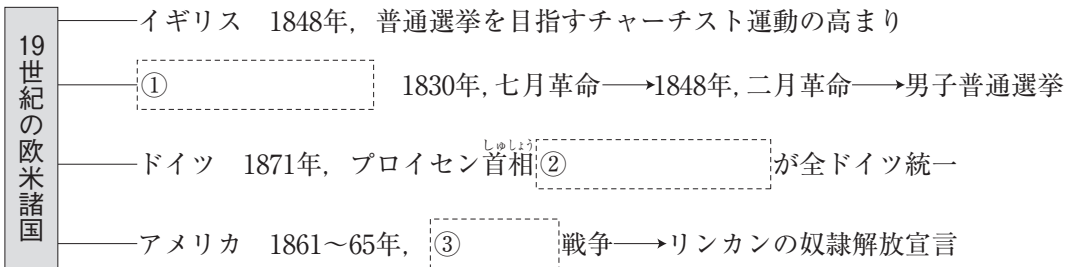 19世紀の欧米諸国
イギリス 1848年，普通選挙を目指すチャーチスト運動の高まり
① 1830年，七月革命→1848年，二月革命→男子普通選挙
ドイツ 1871年，プロイセン首相②が全ドイツ統一
しゅしょう
アメリカ 1861～65年，③戦争→リンカンの奴隷解放宣言